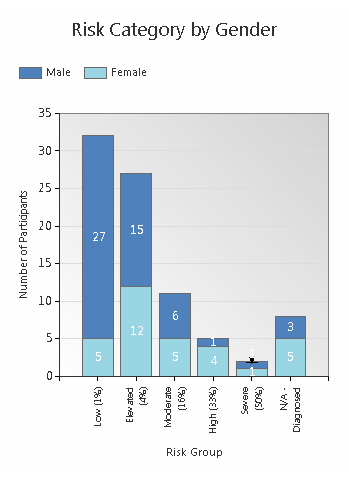 Risk Category by Gender
Male
Female
Number of Participants
35
30
25
20
15
10
5
0
27
5
15
12
6
5
1
4
3
5
Low (1%)
Elevated
(4%)
Moderate
(16%)
High (33%)
Severe
(50%)
N/A -
Diagnosed
Risk Group